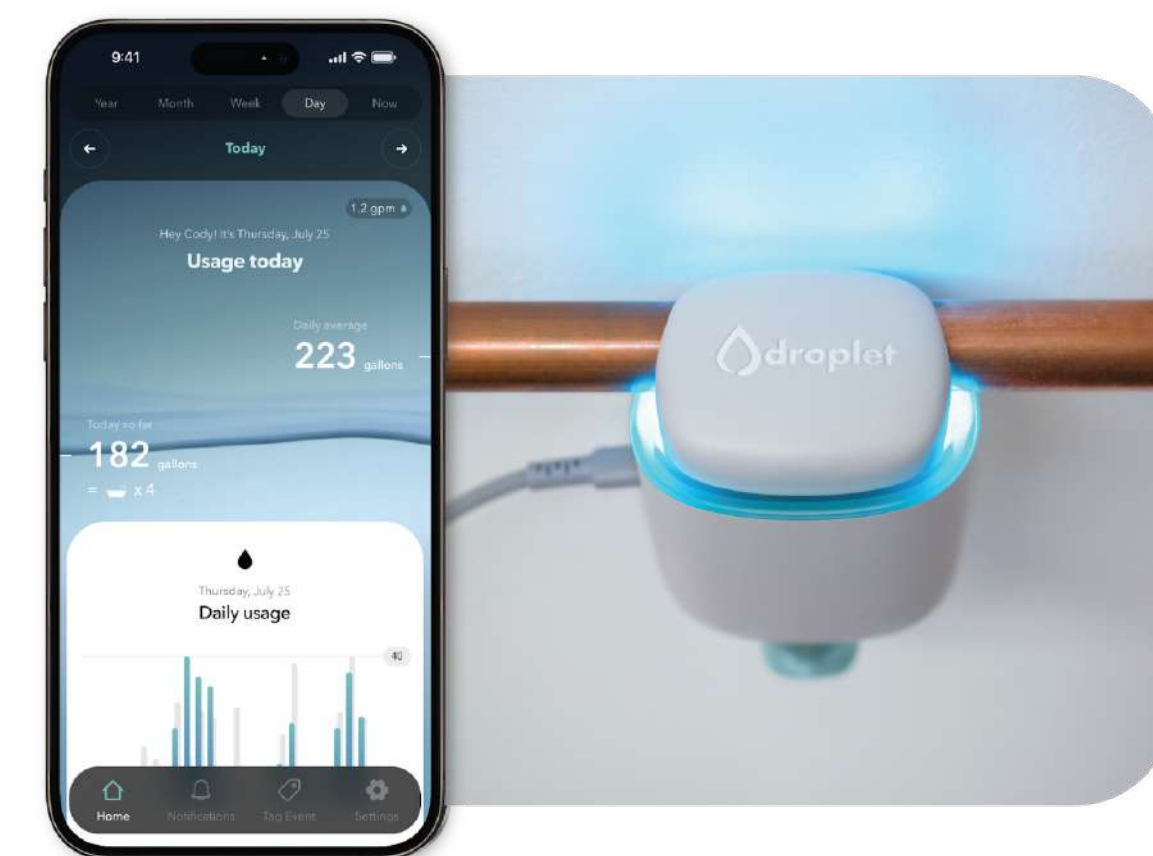 9:41
Year Month Week Day Now
Today
1.2 gpm
Hey Cody! It's Thursday, July 25
Usage today
Daily average
223 gallons
Today so far
182 gallons
= x 4
Thursday, July 25
Daily usage
40
Home Notifications Tag Event Settings
droplet